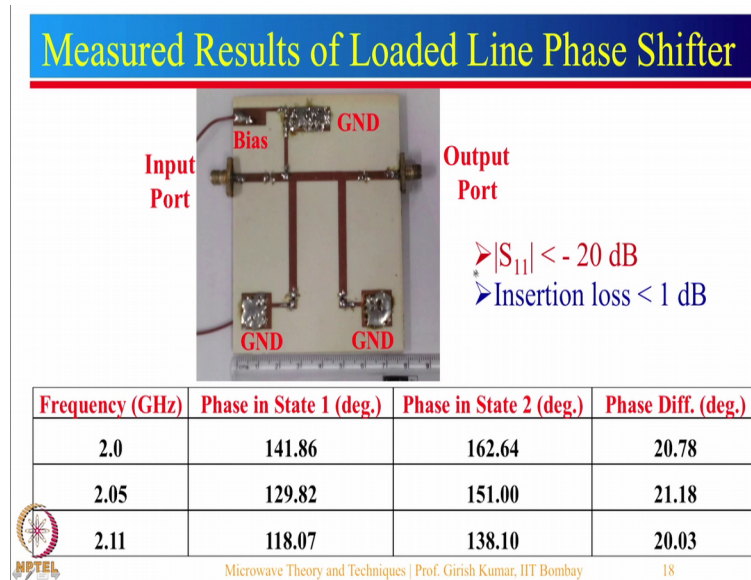 Measured Results of Loaded Line Phase Shifter
GND
Bias
Input
Port
Output
Port
➢|S₁₁| < - 20 dB
➢Insertion loss < 1 dB
GND
GND
Frequency (GHz) Phase in State 1 (deg.) Phase in State 2 (deg.) Phase Diff. (deg.)
2.0 141.86 162.64 20.78
2.05 129.82 151.00 21.18
2.11 118.07 138.10 20.03
NPTEL
Microwave Theory and Techniques | Prof. Girish Kumar, IIT Bombay 18